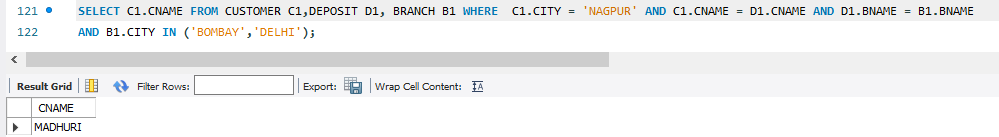 121 SELECT C1.CNAME FROM CUSTOMER C1,DEPOSIT D1, BRANCH B1 WHERE  C1.CITY = 'NAGPUR' AND C1.CNAME = D1.CNAME AND D1.BNAME = B1.BNAME
122 AND B1.CITY IN ('BOMBAY','DELHI');
Result Grid Filter Rows: Export: Wrap Cell Content: IA
CNAME
MADHURI